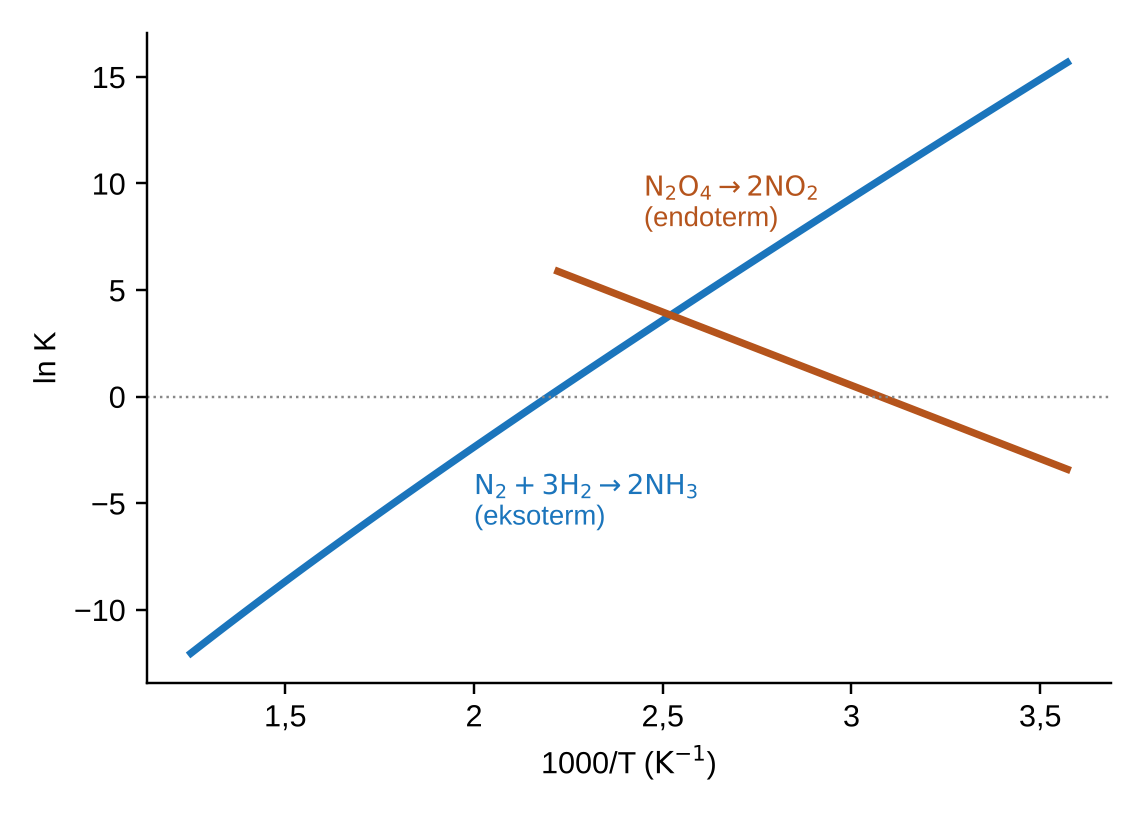 ln K
15
10
5
0
−5
−10
N₂O₄ → 2NO₂
(endoterm)
N₂ + 3H₂ → 2NH₃
(eksoterm)
1,5
2
2,5
3
3,5
1000/T (K⁻¹)